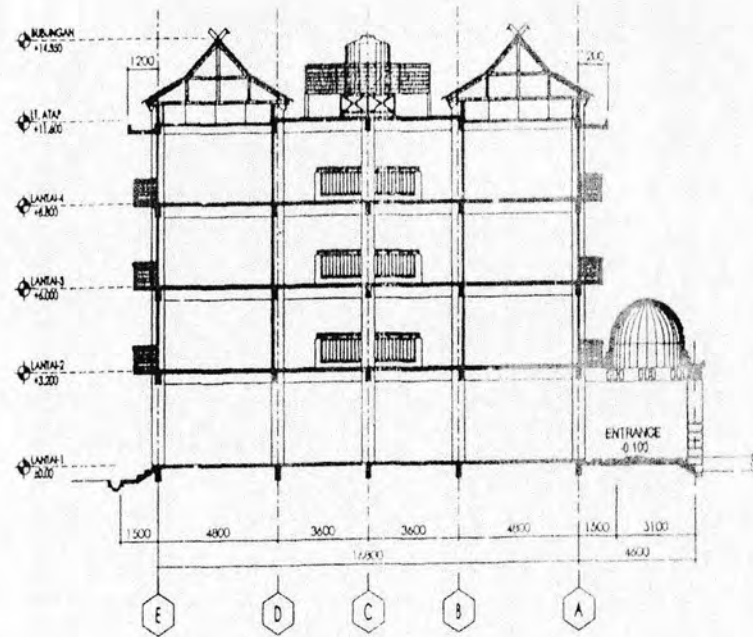 BUBUNGAN
+14.350
1200
200
LT. ATAP
+11.600
LANTAI-4
+8.800
LANTAI-3
+6.000
LANTAI-2
+3.200
ENTRANCE
-0.100
LANTAI-1
±0.00
1500 4800 3600 3600 4800 1500 3100
16800 4600
E D C B A